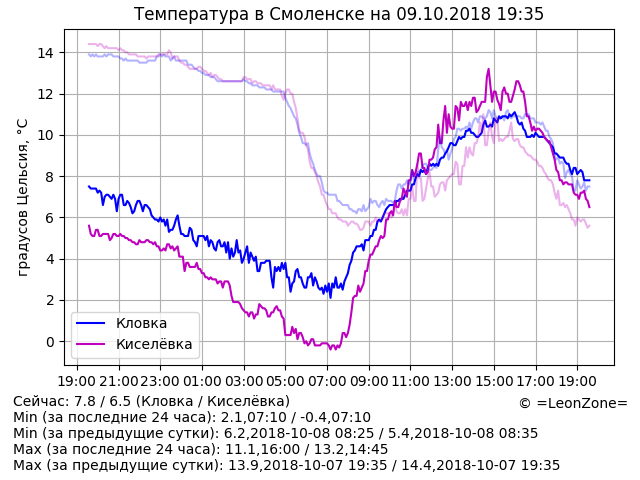 Температура в Смоленске на 09.10.2018 19:35
градусов Цельсия, °C
14
12
10
8
6
4
2
0
Кловка
Киселёвка
19:00 21:00 23:00 01:00 03:00 05:00 07:00 09:00 11:00 13:00 15:00 17:00 19:00
Сейчас: 7.8 / 6.5 (Кловка / Киселёвка)
© =LeonZone=
Min (за последние 24 часа): 2.1,07:10 / -0.4,07:10
Min (за предыдущие сутки): 6.2,2018-10-08 08:25 / 5.4,2018-10-08 08:35
Max (за последние 24 часа): 11.1,16:00 / 13.2,14:45
Max (за предыдущие сутки): 13.9,2018-10-07 19:35 / 14.4,2018-10-07 19:35